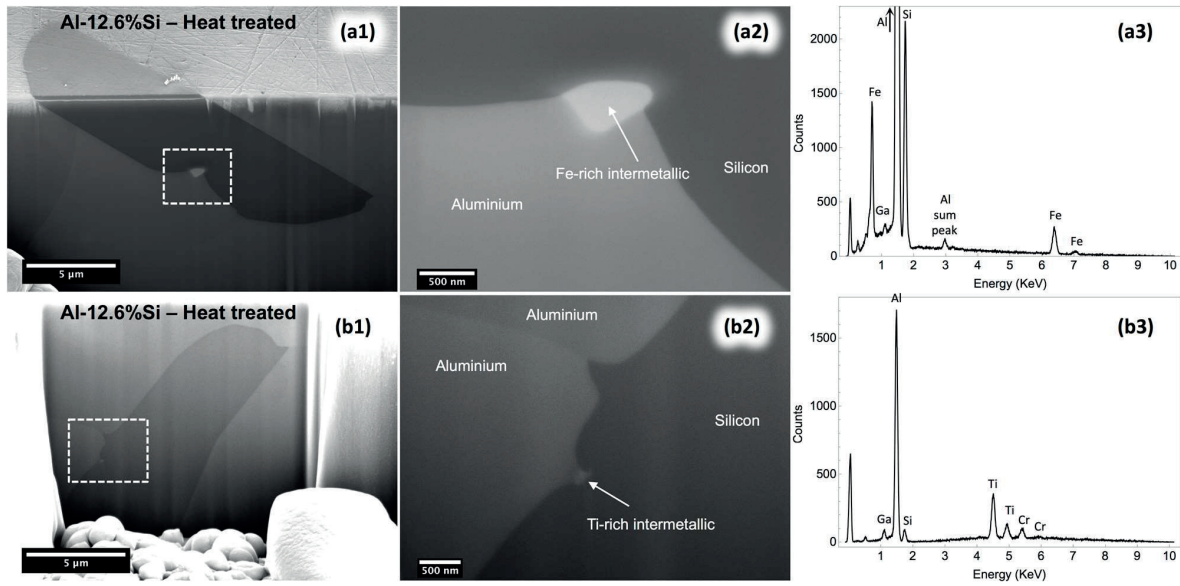 Al-12.6%Si – Heat treated
(a1)
5 µm
(a2)
Fe-rich intermetallic
Silicon
Aluminium
500 nm
(a3)
Al
Si
Fe
Ga
Al
sum
peak
Fe
Fe
2000
1500
1000
500
0
Counts
1 2 3 4 5 6 7 8 9 10
Energy (KeV)
Al-12.6%Si – Heat treated
(b1)
5 µm
(b2)
Aluminium
Aluminium
Silicon
Ti-rich intermetallic
500 nm
(b3)
Al
Ga
Si
Ti
Ti
Cr
Cr
1500
1000
500
0
Counts
1 2 3 4 5 6 7 8 9 10
Energy (KeV)